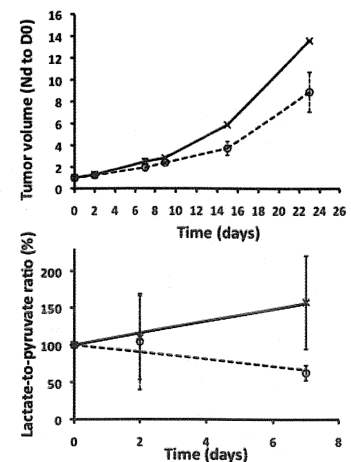 Tumor volume (Nd to D0)
16
14
12
10
8
6
4
2
0
0 2 4 6 8 10 12 14 16 18 20 22 24 26
Time (days)
Lactate-to-pyruvate ratio (%)
200
150
100
50
0
0 2 4 6 8
Time (days)